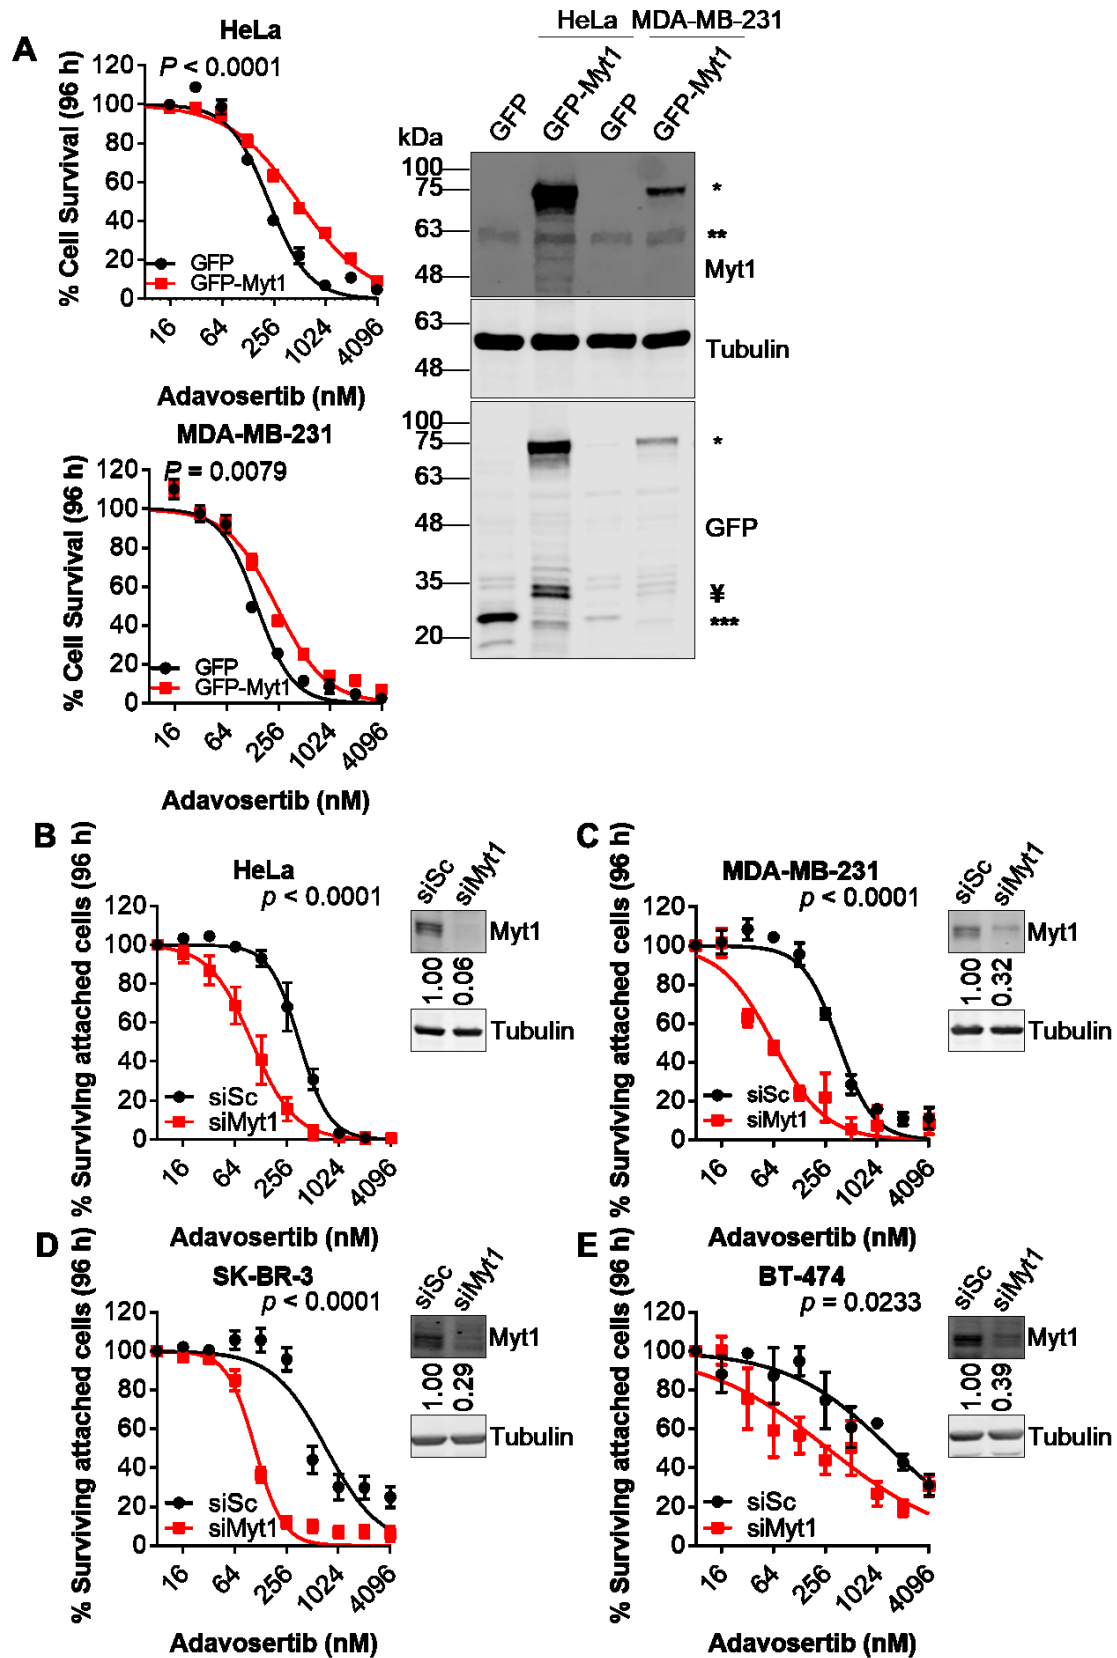 A
HeLa
P < 0.0001
% Cell Survival (96 h)
120
100
80
60
40
20
0
GFP
GFP-Myt1
16
64
256
1024
4096
Adavosertib (nM)
MDA-MB-231
P = 0.0079
% Cell Survival (96 h)
120
100
80
60
40
20
0
GFP
GFP-Myt1
16
64
256
1024
4096
Adavosertib (nM)
HeLa MDA-MB-231
GFP
GFP-Myt1
GFP
GFP-Myt1
kDa
100
75
*
63
**
48
Myt1
63
Tubulin
48
100
75
*
63
48
GFP
35
¥
***
20
B
HeLa
p < 0.0001
% Surviving attached cells (96 h)
120
100
80
60
40
20
0
siSc
siMyt1
16
64
256
1024
4096
Adavosertib (nM)
siSc
siMyt1
Myt1
1.00
0.06
Tubulin
C
MDA-MB-231
p < 0.0001
% Surviving attached cells (96 h)
120
100
80
60
40
20
0
siSc
siMyt1
16
64
256
1024
4096
Adavosertib (nM)
siSc
siMyt1
Myt1
1.00
0.32
Tubulin
D
SK-BR-3
p < 0.0001
% Surviving attached cells (96 h)
120
100
80
60
40
20
0
siSc
siMyt1
16
64
256
1024
4096
Adavosertib (nM)
siSc
siMyt1
Myt1
1.00
0.29
Tubulin
E
BT-474
p = 0.0233
% Surviving attached cells (96 h)
120
100
80
60
40
20
0
siSc
siMyt1
16
64
256
1024
4096
Adavosertib (nM)
siSc
siMyt1
Myt1
1.00
0.39
Tubulin